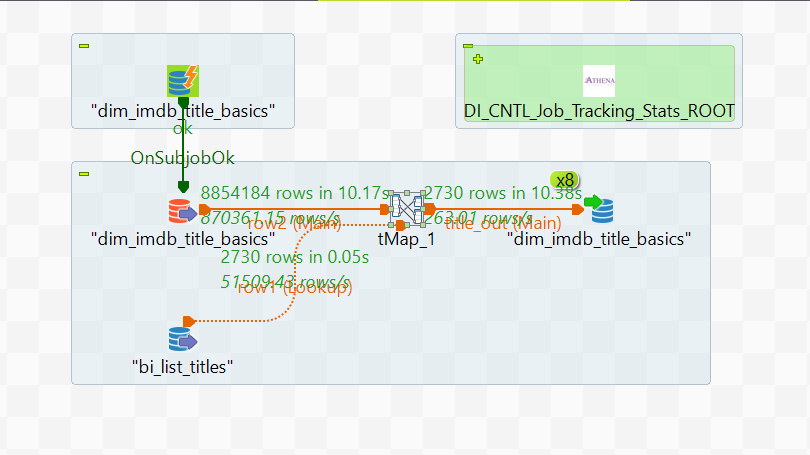 "dim_imdb_title_basics"
ok
OnSubjobOk
ATHENA
DI_CNTL_Job_Tracking_Stats_ROOT
x8
8854184 rows in 10.17s
870361.15 rows/s
row2 (Main)
"dim_imdb_title_basics"
tMap_1
2730 rows in 10.38s
263.01 rows/s
title_out (Main)
"dim_imdb_title_basics"
2730 rows in 0.05s
51509.43 rows/s
row1 (Lookup)
"bi_list_titles"